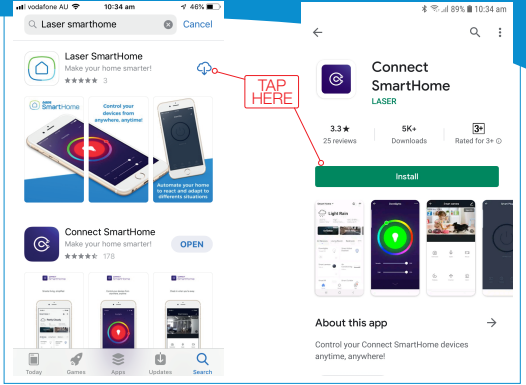 vodafone AU 10:34 am 46%
Laser smarthome Cancel
Laser SmartHome
Make your home smarter!
3
SmartHome
Control your
devices from
anywhere, anytime!
Automate your home
to react and adapt to
differents situations
Connect SmartHome
Make your home smarter!
178
OPEN
Today Games Apps Updates Search
TAP
HERE
89% 10:34 am
Connect
SmartHome
LASER
3.3★ 5K+ 3+
25 reviews Downloads Rated for 3+
Install
Light Rain
About this app
Control your Connect SmartHome devices
anytime, anywhere!